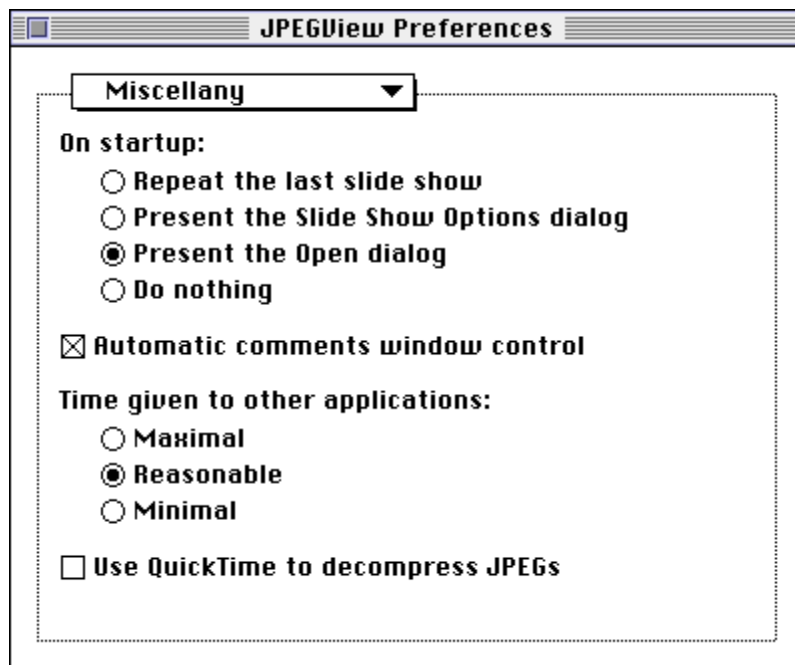 JPEGView Preferences
Miscellany
On startup:
Repeat the last slide show
Present the Slide Show Options dialog
Present the Open dialog
Do nothing
Automatic comments window control
Time given to other applications:
Maximal
Reasonable
Minimal
Use QuickTime to decompress JPEGs